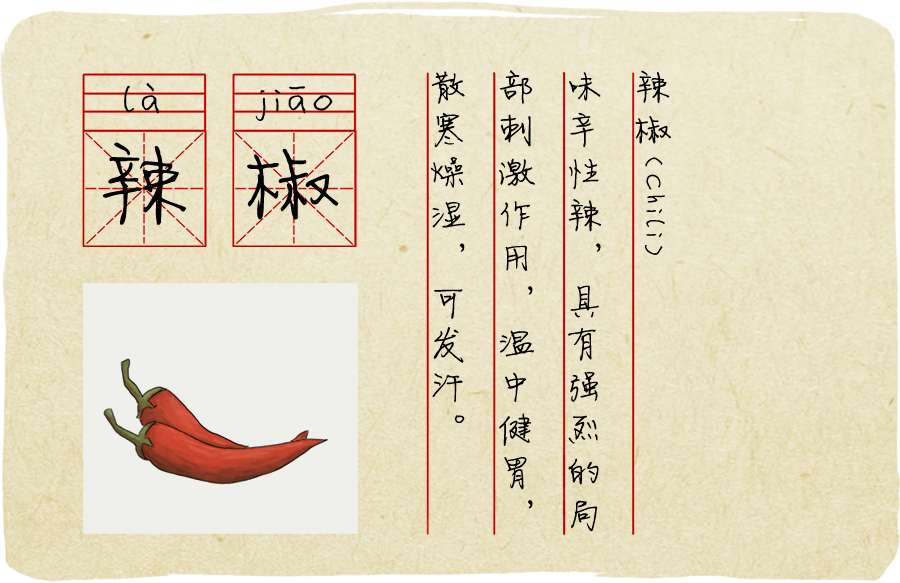 là jiāo
辣椒
辣椒(Chili)
味辛性辣，具有强烈的局
部刺激作用，温中健胃，
散寒燥湿，可发汗。